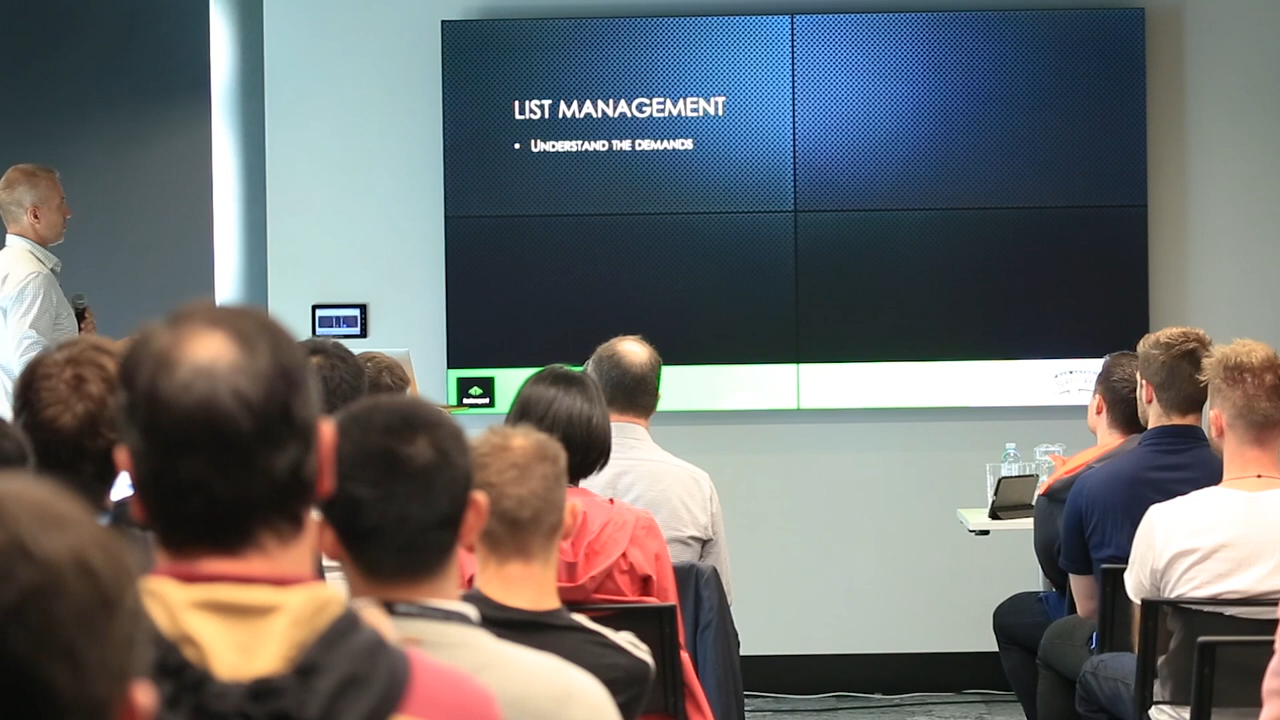 LIST MANAGEMENT
• UNDERSTAND THE DEMANDS